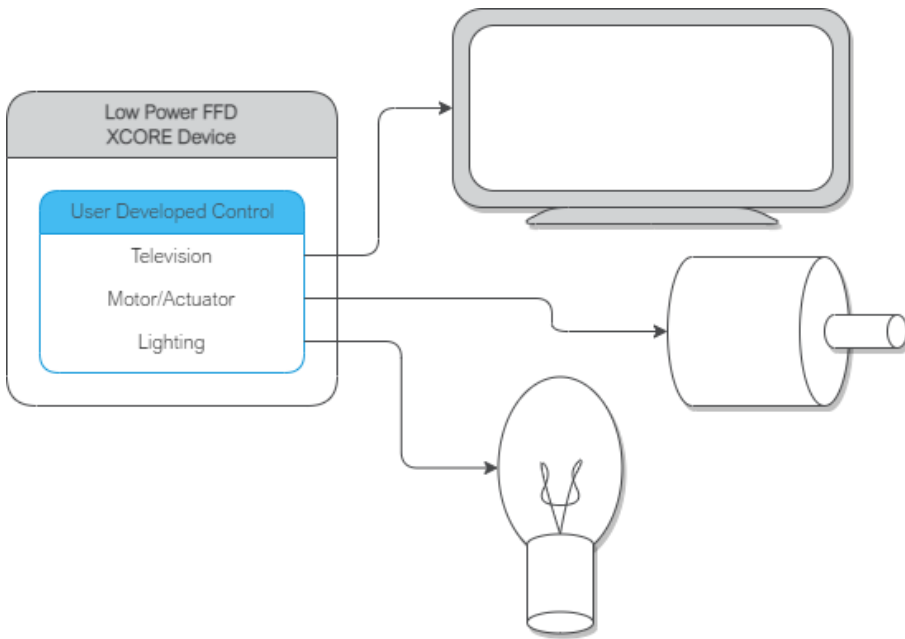 Low Power FFD
XCORE Device
User Developed Control
Television
Motor/Actuator
Lighting